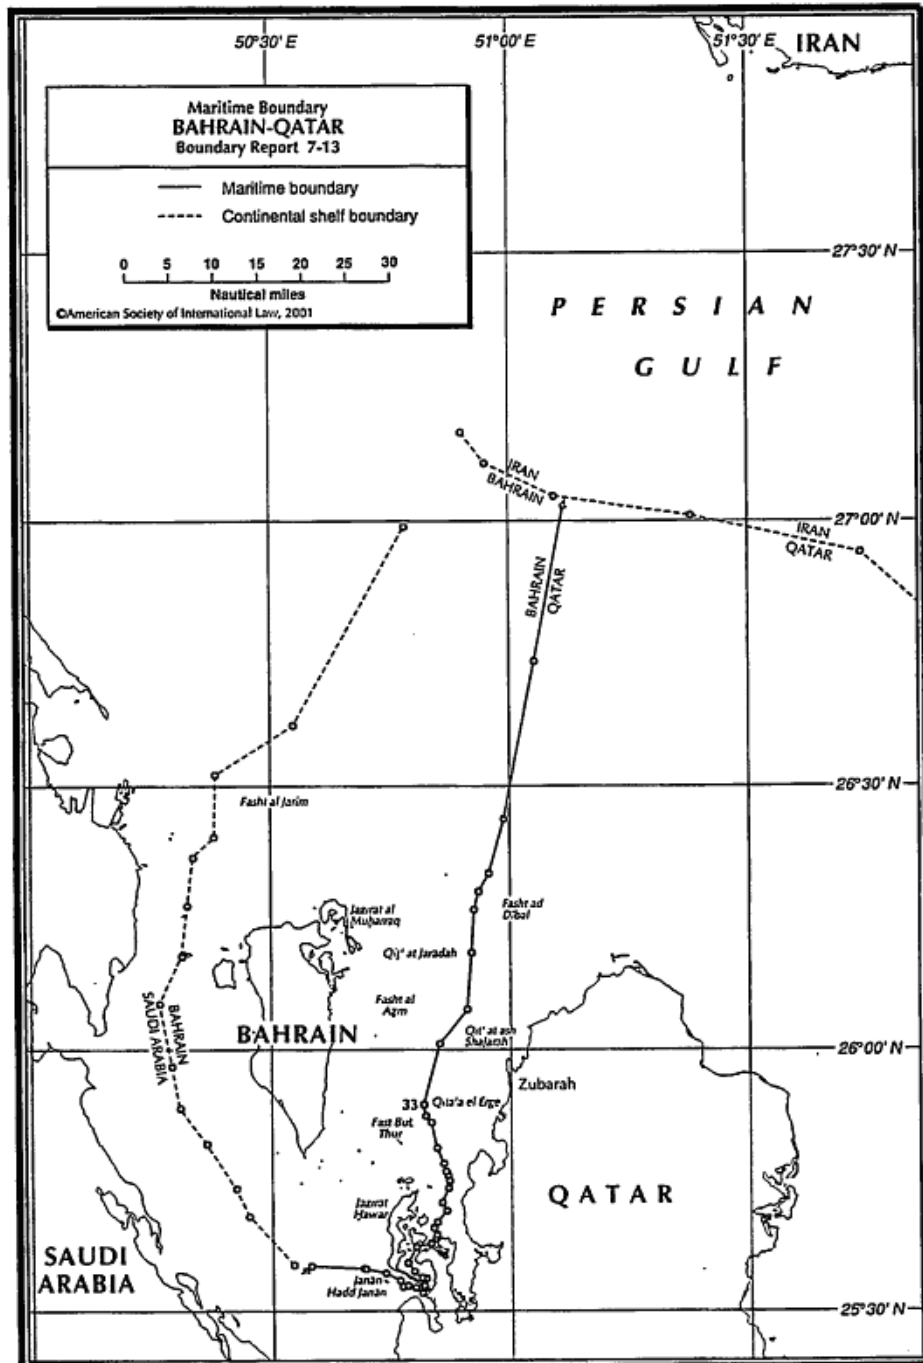 50°30' E
51°00' E
51°30' E
IRAN
Maritime Boundary
BAHRAIN-QATAR
Boundary Report 7-13
Maritime boundary
Continental shelf boundary
0 5 10 15 20 25 30
Nautical miles
©American Society of International Law, 2001
27°30' N
PERSIAN
GULF
IRAN
BAHRAIN
27°00' N
IRAN
QATAR
BAHRAIN
QATAR
26°30' N
Fasht al Jarim
Fasht ad
Dibal
Jazirat al
Muharraq
Qit' at Jaradah
Fasht al
Azm
BAHRAIN
SAUDI ARABIA
BAHRAIN
Qit' at ash
Shajarah
26°00' N
Zubarah
33
Qita'a el Erge
Fast But
Thur
Jazirat
Hawar
QATAR
SAUDI
ARABIA
Janan
Hadd Janan
25°30' N